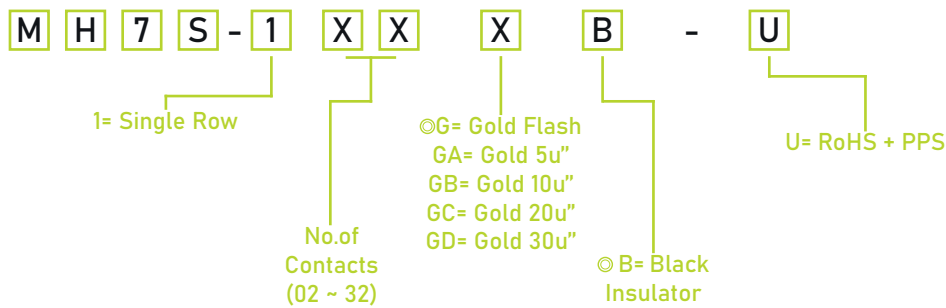 M H 7 S - 1 X X X B - U
1= Single Row
◎G= Gold Flash
GA= Gold 5u”
GB= Gold 10u”
GC= Gold 20u”
GD= Gold 30u”
U= RoHS + PPS
No.of
Contacts
(02 ~ 32)
◎ B= Black
Insulator